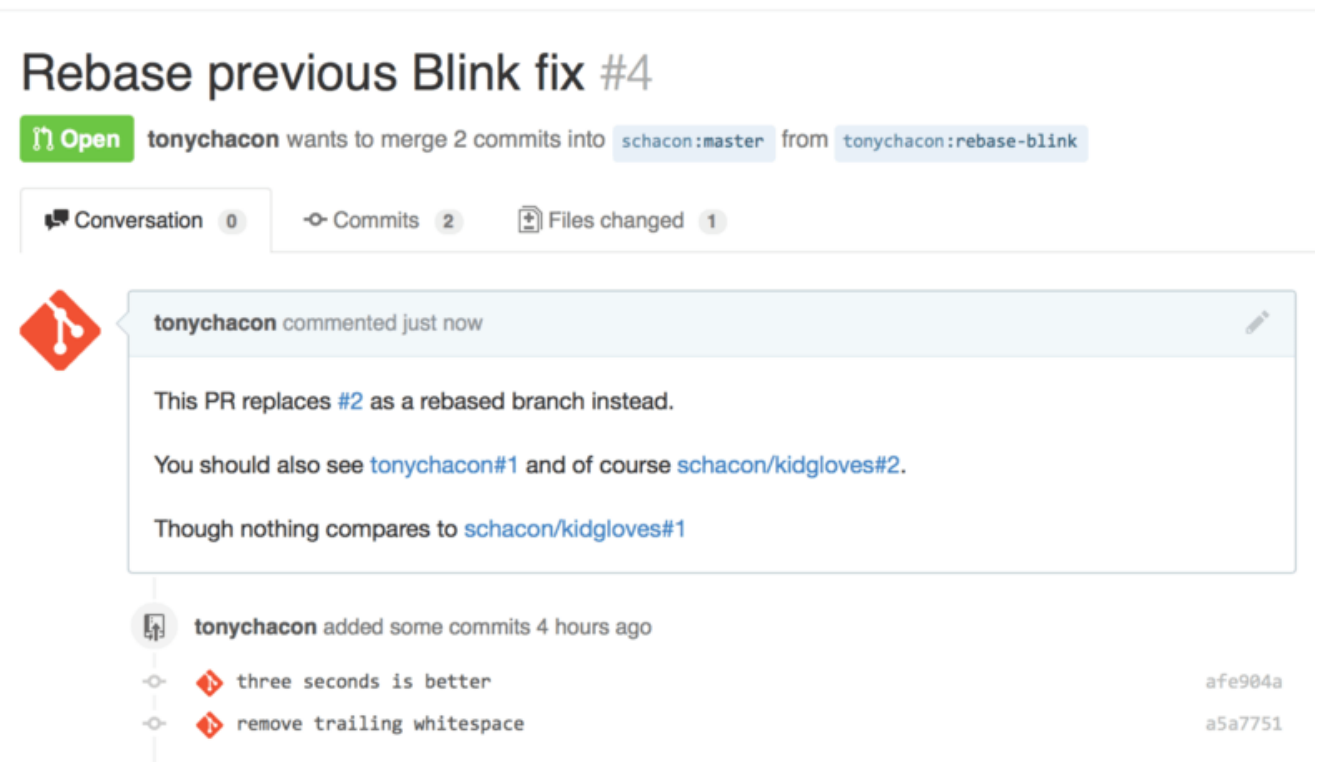 Rebase previous Blink fix #4
Open tonychacon wants to merge 2 commits into schacon:master from tonychacon:rebase-blink
Conversation 0 Commits 2 Files changed 1
tonychacon commented just now
This PR replaces #2 as a rebased branch instead.
You should also see tonychacon#1 and of course schacon/kidgloves#2.
Though nothing compares to schacon/kidgloves#1
tonychacon added some commits 4 hours ago
three seconds is better afe904a
remove trailing whitespace a5a7751